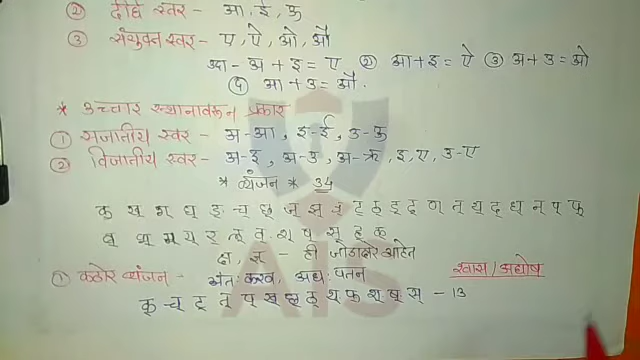 ② दीर्घ स्वर - आ, ई, ऊ
③ संयुक्त स्वर - ए, ऐ, ओ, औ
अ + इ = ए ② आ + इ = ऐ ③ अ + उ = ओ
आ + उ = औ.
* उच्चार स्थानावरून प्रकार
① सजातीय स्वर - अ-आ, इ-ई, उ-ऊ
② विजातीय स्वर - अ-इ, अ-उ, अ-ऋ, इ, ए, उ-ए
* व्यंजन * 34
क् ख् ग् घ् ङ् च् छ् ज् झ् ञ् ट् ठ् ड् ढ् ण् त् थ् द् ध् न् प् फ्
ब् भ् म् य् र् ल् व् श् ष् स् ह् ळ्
क्ष, ज्ञ - ही जोडाक्षरे आहेत
① कठोर व्यंजन - अंतःकरण, अधःपतन
श्वास/अघोष
क् च् ट् त् प् ख् छ् ठ् थ् फ् श् ष् स् - 13
AIS